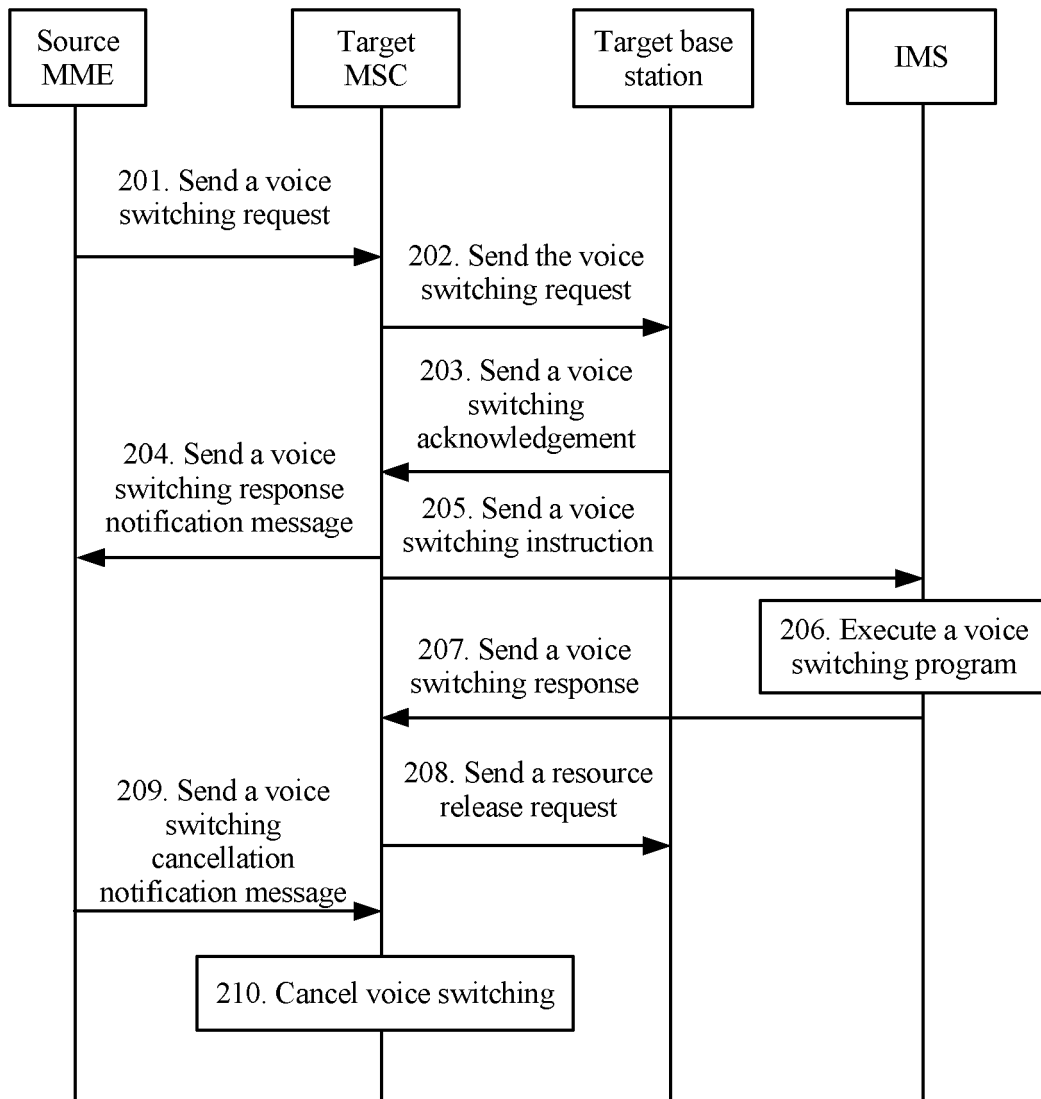 Source
MME
Target
MSC
Target base
station
IMS
201. Send a voice
switching request
202. Send the voice
switching request
203. Send a voice
switching
acknowledgement
204. Send a voice
switching response
notification message
205. Send a voice
switching instruction
206. Execute a voice
switching program
207. Send a voice
switching response
208. Send a resource
release request
209. Send a voice
switching
cancellation
notification message
210. Cancel voice switching